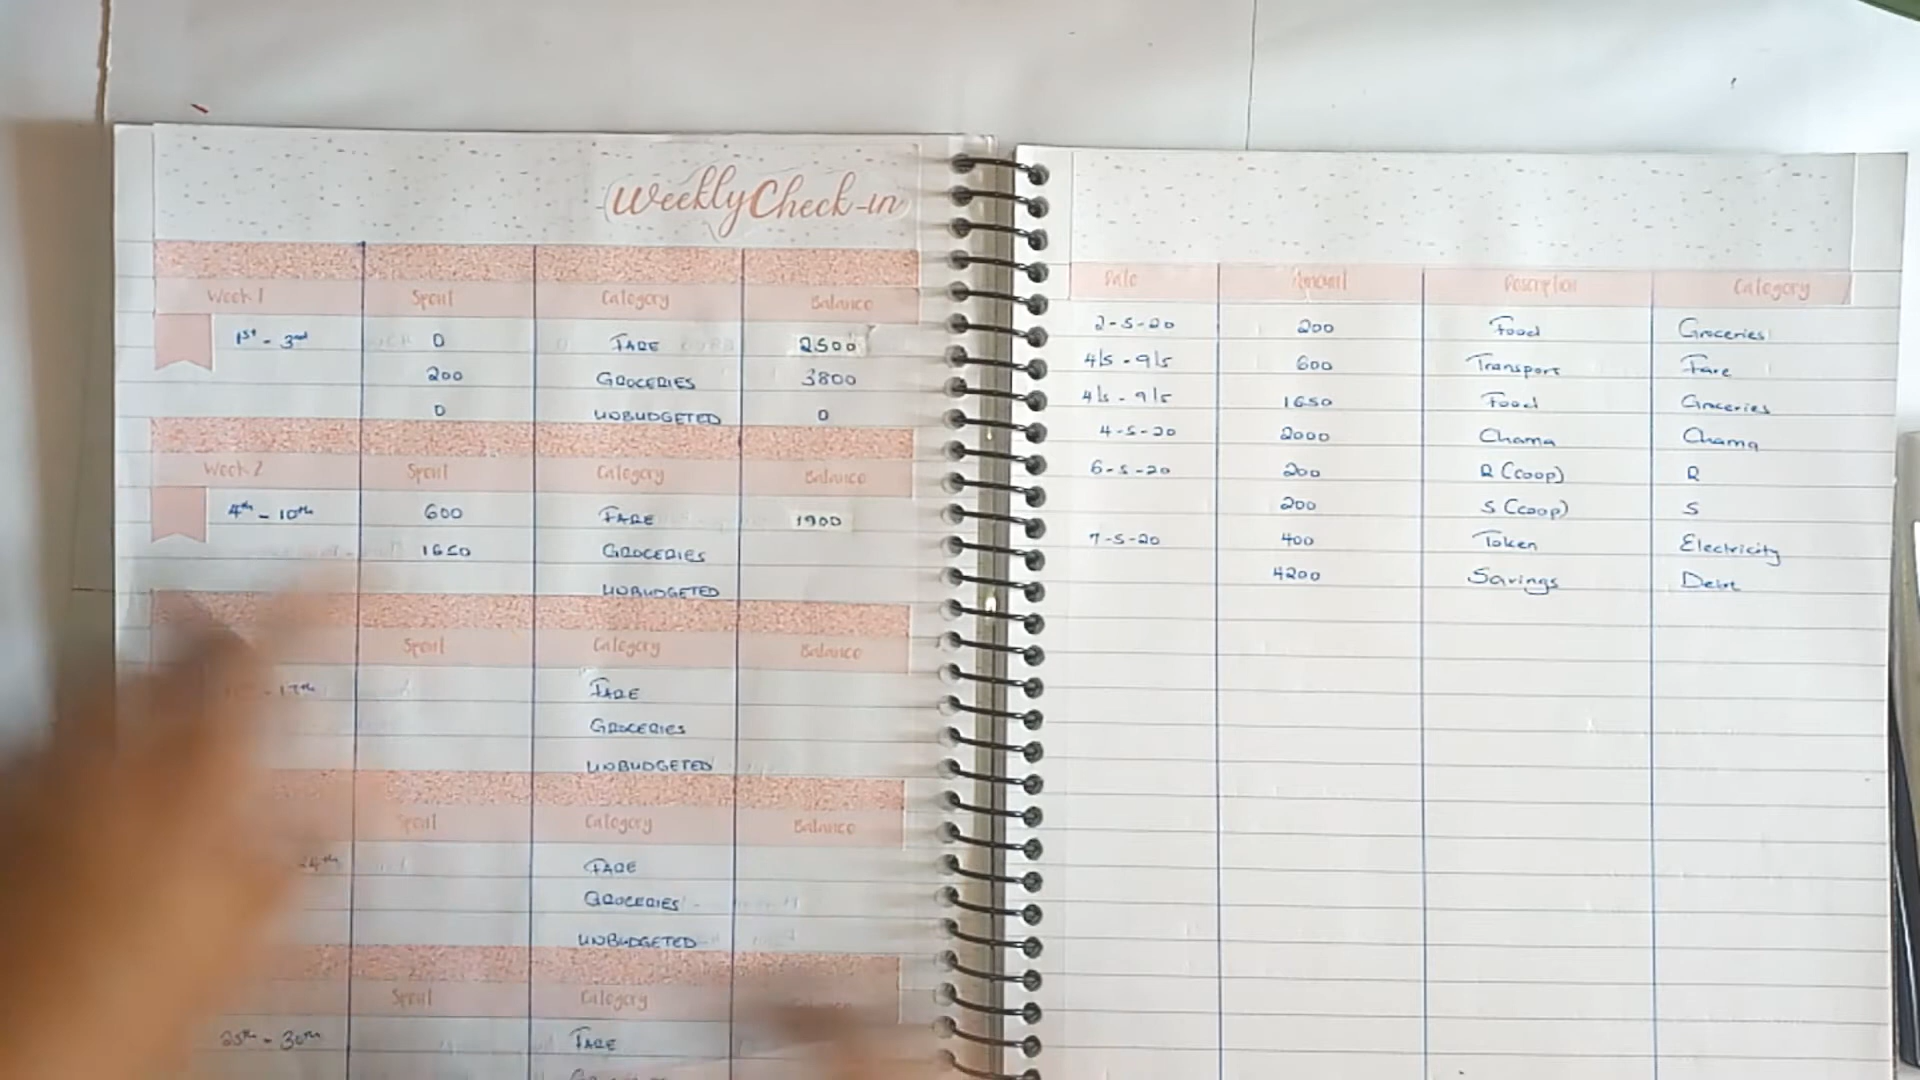 Weekly Check-in
Week 1 Spent Category Balance
1st - 3rd 0 FARE 2500
200 GROCERIES 3800
0 UNBUDGETED 0
Week 2 Spent Category Balance
4th - 10th 600 FARE 1900
1650 GROCERIES
UNBUDGETED
Spent Category Balance
- 17th FARE
GROCERIES
UNBUDGETED
Spent Category Balance
24th FARE
GROCERIES
UNBUDGETED
Spent Category
25th - 30th FARE
Date Amount Description Category
2-5-20 200 Food Groceries
4/5 - 9/5 600 Transport Fare
4/5 - 9/5 1650 Food Groceries
4-5-20 2000 Chama Chama
6-5-20 200 R (coop) R
200 S (coop) S
7-5-20 400 Token Electricity
4200 Savings Debt